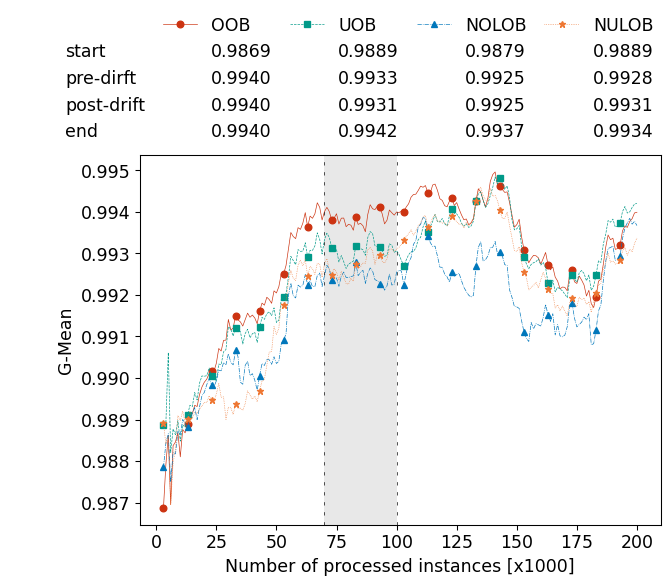 OOB UOB NOLOB NULOB
start 0.9869 0.9889 0.9879 0.9889
pre-dirft 0.9940 0.9933 0.9925 0.9928
post-drift 0.9940 0.9931 0.9925 0.9931
end 0.9940 0.9942 0.9937 0.9934
0.995
0.994
0.993
0.992
0.991
0.990
0.989
0.988
0.987
G-Mean
0 25 50 75 100 125 150 175 200
Number of processed instances [x1000]